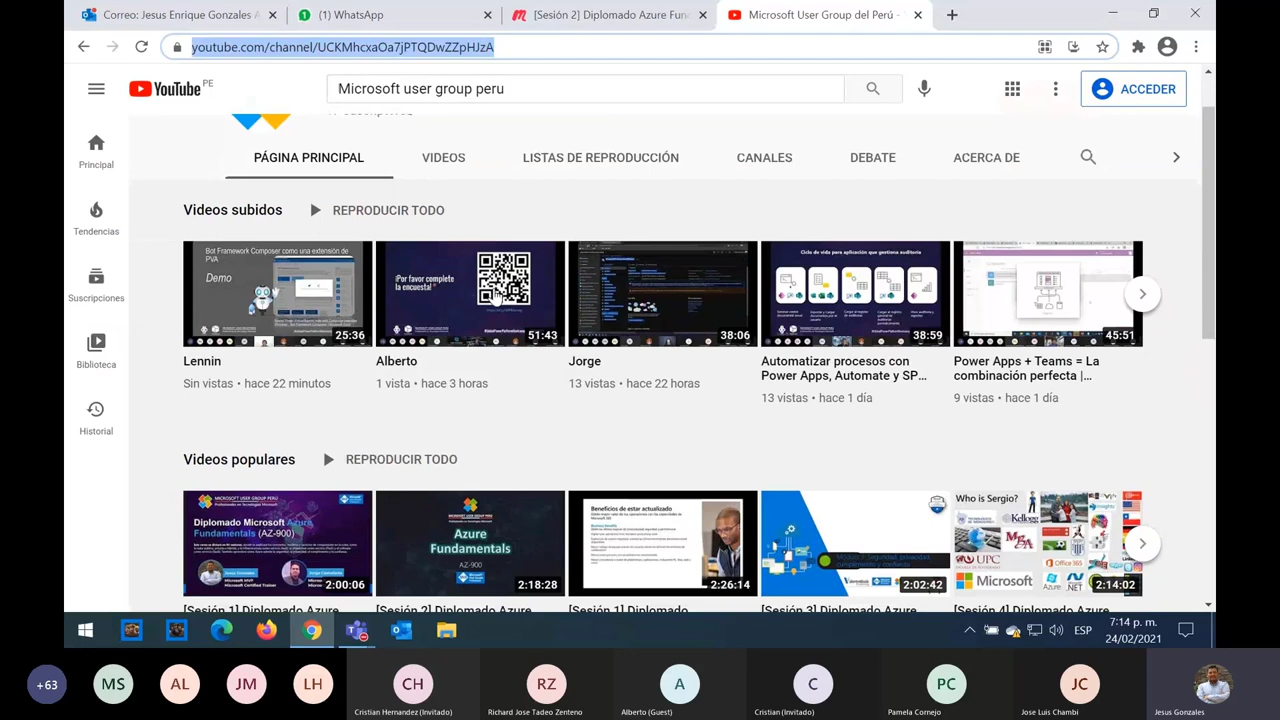 Correo: Jesus Enrique Gonzales A
(1) WhatsApp
[Sesión 2] Diplomado Azure Fun
Microsoft User Group del Perú -
youtube.com/channel/UCKMhcxaOa7jPTQDwZZpHJzA
YouTube PE
Microsoft user group peru
ACCEDER
Principal
Tendencias
Suscripciones
Biblioteca
Historial
PÁGINA PRINCIPAL
VIDEOS
LISTAS DE REPRODUCCIÓN
CANALES
DEBATE
ACERCA DE
Videos subidos
REPRODUCIR TODO
Bot Framework Composer como una extensión de
PVA
Demo
25:36
¡Por favor complete
la encuesta!
51:43
38:06
Ciclo de vida para aplicación que gestiona auditoría
38:59
45:51
Lennin
Sin vistas • hace 22 minutos
Alberto
1 vista • hace 3 horas
Jorge
13 vistas • hace 22 horas
Automatizar procesos con
Power Apps, Automate y SP...
13 vistas • hace 1 día
Power Apps + Teams = La
combinación perfecta |...
9 vistas • hace 1 día
Videos populares
REPRODUCIR TODO
MICROSOFT USER GROUP PERÚ
Diplomado Microsoft Azure
Fundamentals (AZ-900)
2:00:06
Azure
Fundamentals
AZ-900
2:18:28
Beneficios de estar actualizado
2:26:14
2:02:42
Who is Sergio?
Kellogg
UPC
Office 365
Microsoft
Azure
.NET
2:14:02
[Sesión 1] Diplomado Azure
[Sesión 2] Diplomado Azure
[Sesión 1] Diplomado
[Sesión 3] Diplomado Azure
[Sesión 4] Diplomado Azure
ESP
7:14 p. m.
24/02/2021
+63
MS
AL
JM
LH
CH
Cristian Hernandez (Invitado)
RZ
Richard Jose Tadeo Zenteno
A
Alberto (Guest)
C
Cristian (Invitado)
PC
Pamela Cornejo
JC
Jose Luis Chambi
Jesus Gonzales